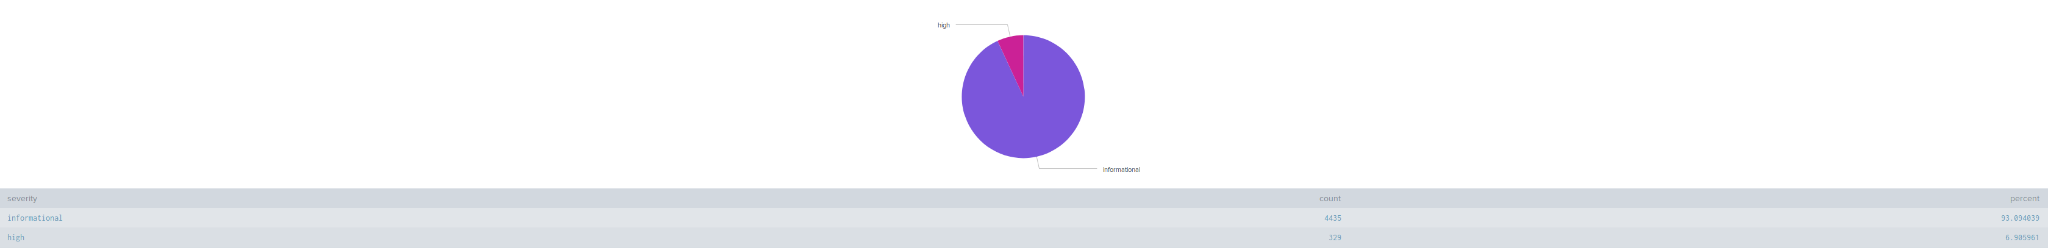 high
informational
severity count percent
informational 4435 93.094039
high 329 6.905961